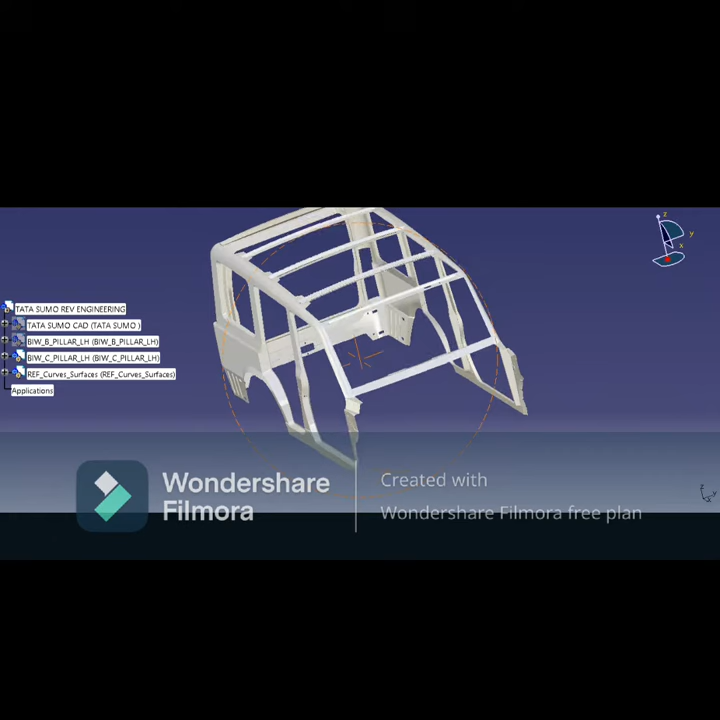 z
y
x
TATA SUMO REV ENGINEERING
TATA SUMO CAD (TATA SUMO )
BIW_B_PILLAR_LH (BIW_B_PILLAR_LH)
BIW_C_PILLAR_LH (BIW_C_PILLAR_LH)
REF_Curves_Surfaces (REF_Curves_Surfaces)
Applications
Wondershare
Filmora
Created with
Wondershare Filmora free plan
z
y
x